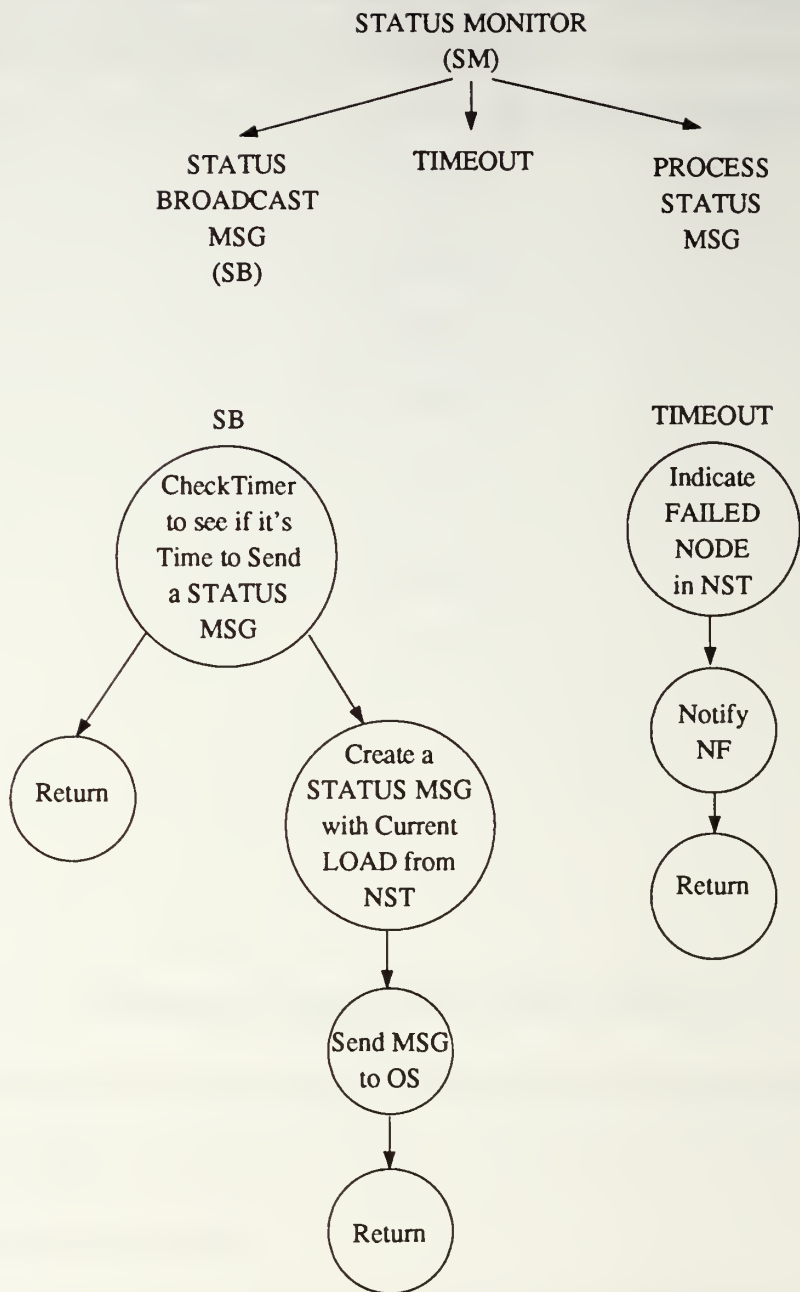 STATUS MONITOR
(SM)
STATUS
BROADCAST
MSG
(SB)
TIMEOUT
PROCESS
STATUS
MSG
SB
CheckTimer
to see if it's
Time to Send
a STATUS
MSG
Return
Create a
STATUS MSG
with Current
LOAD from
NST
Send MSG
to OS
Return
TIMEOUT
Indicate
FAILED
NODE
in NST
Notify
NF
Return